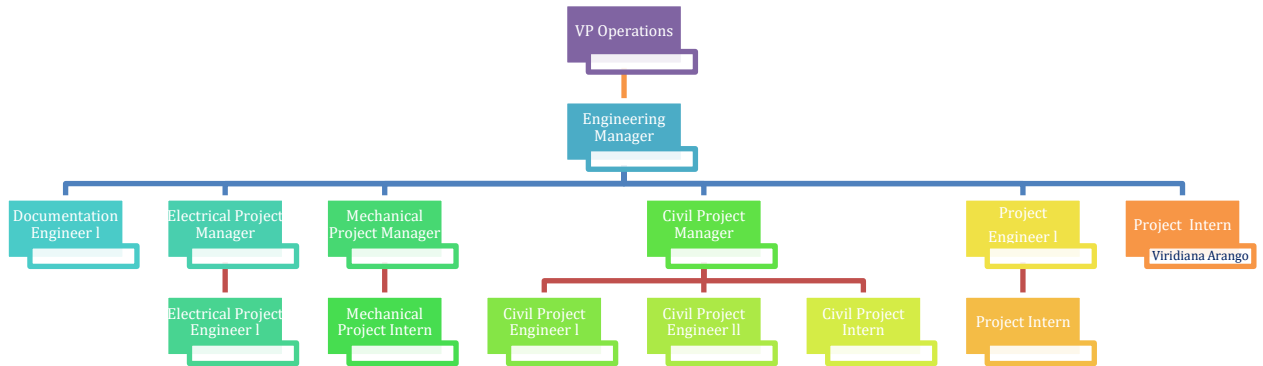 VP Operations
Engineering
Manager
Documentation
Engineer l
Electrical Project
Manager
Mechanical
Project Manager
Civil Project
Manager
Project
Engineer l
Project Intern
Viridiana Arango
Electrical Project
Engineer l
Mechanical
Project Intern
Civil Project
Engineer l
Civil Project
Engineer ll
Civil Project
Intern
Project Intern